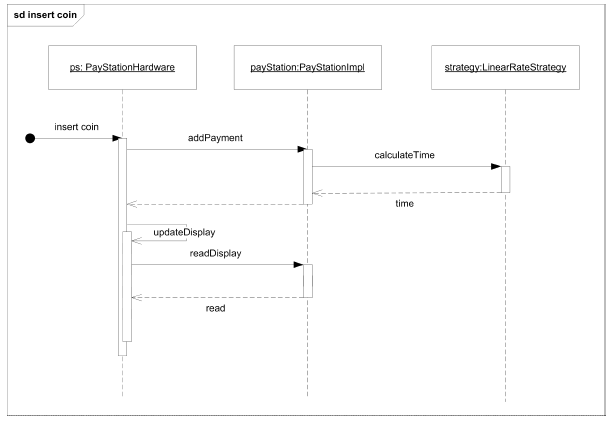 sd insert coin
ps: PayStationHardware
payStation:PayStationImpl
strategy:LinearRateStrategy
insert coin
addPayment
calculateTime
time
updateDisplay
readDisplay
read